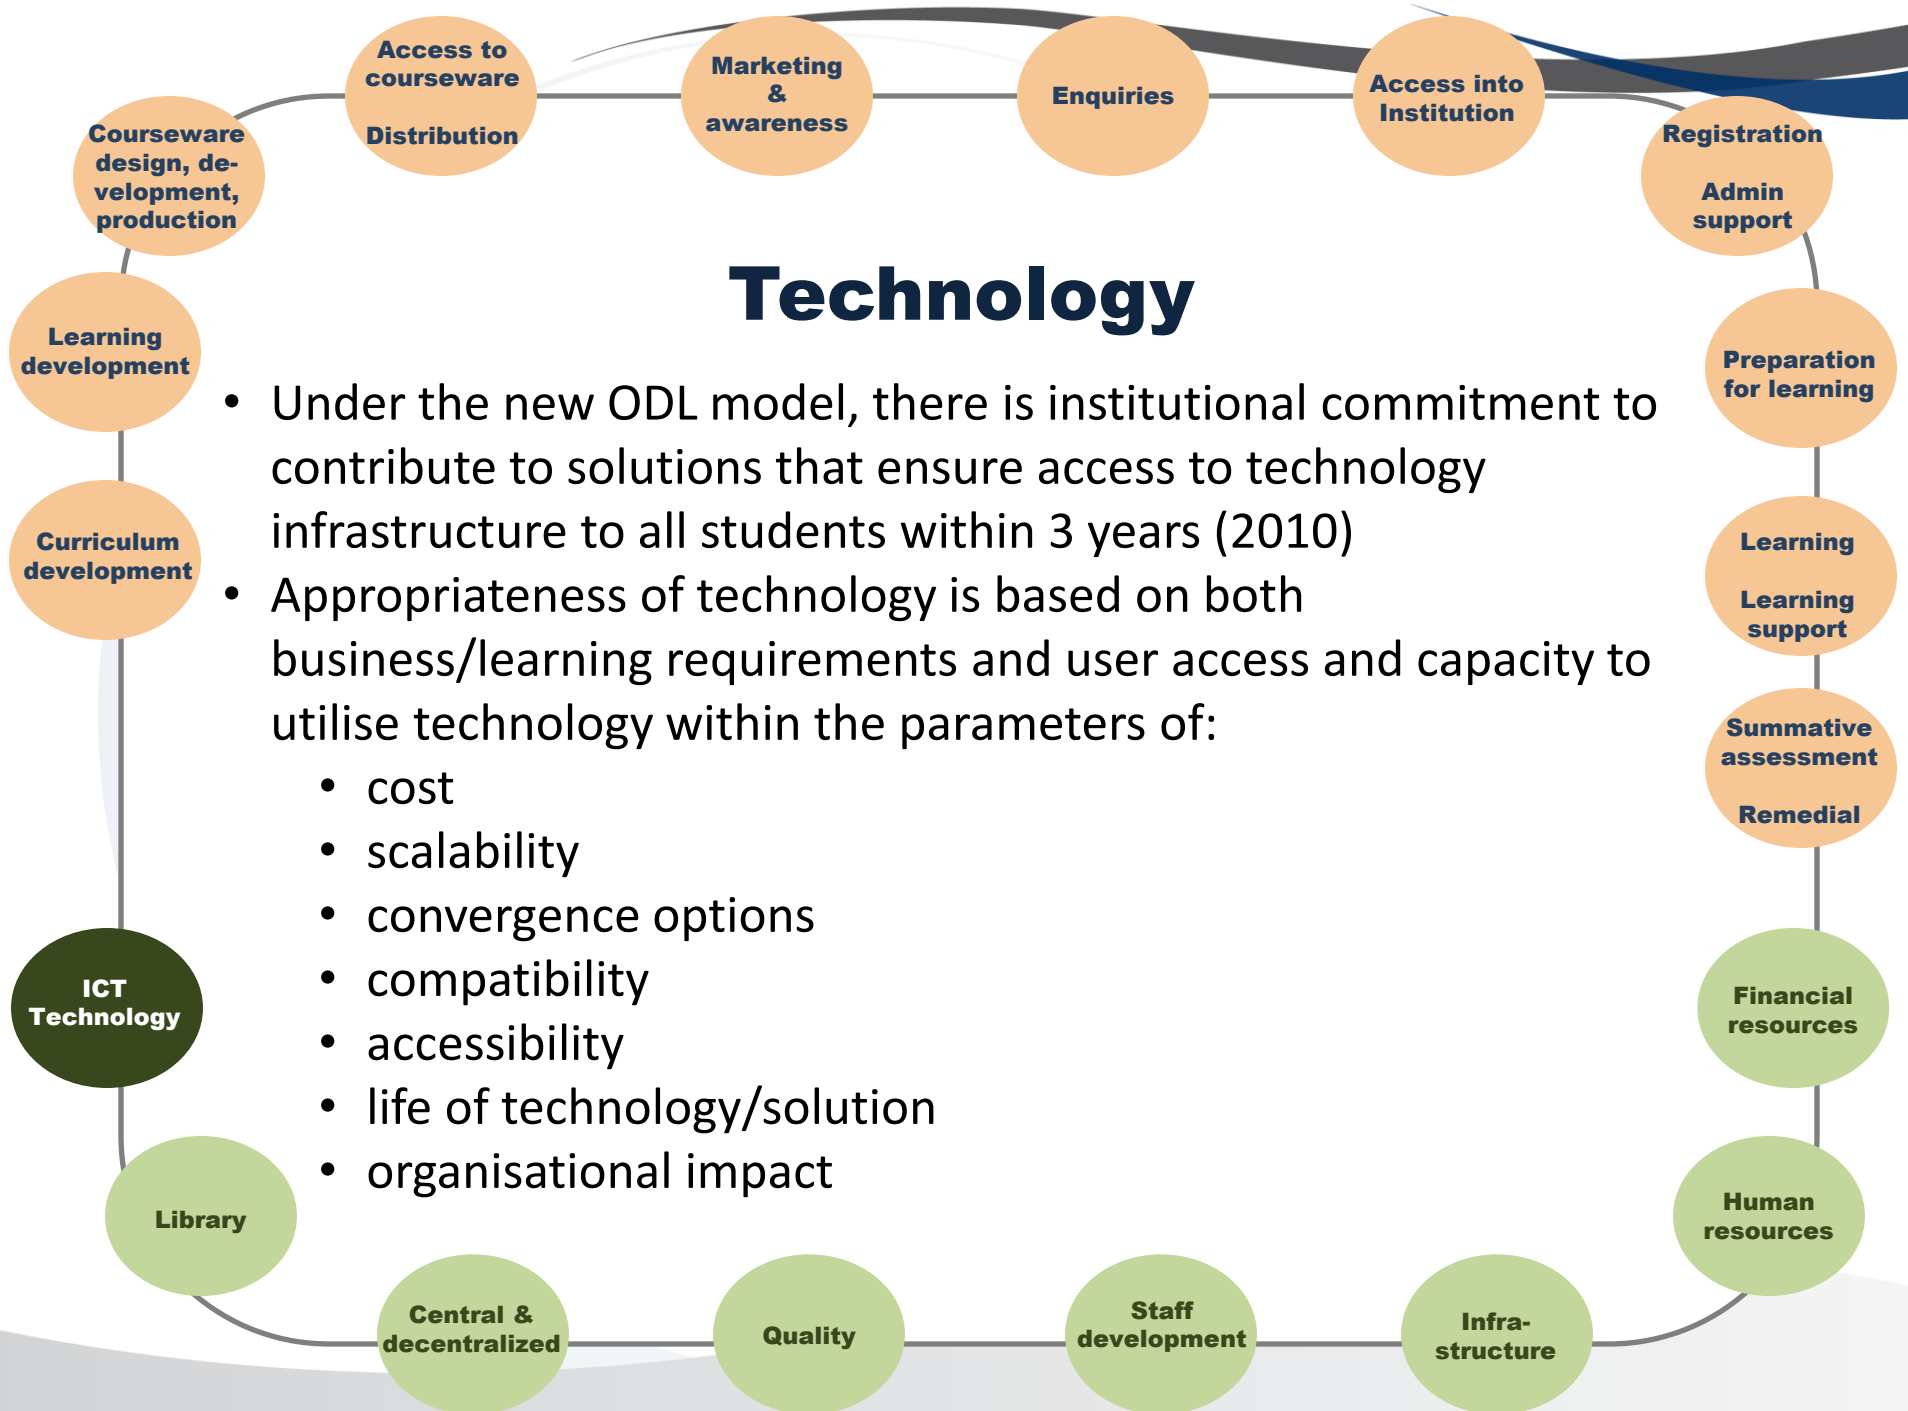 Access to
courseware
Distribution
Marketing
&
awareness
Enquiries
Access into
Institution
Registration
Admin
support
Courseware
design, de-
velopment,
production
Technology
Learning
development
Preparation
for learning
• Under the new ODL model, there is institutional commitment to
contribute to solutions that ensure access to technology
infrastructure to all students within 3 years (2010)
• Appropriateness of technology is based on both
business/learning requirements and user access and capacity to
utilise technology within the parameters of:
• cost
• scalability
• convergence options
• compatibility
• accessibility
• life of technology/solution
• organisational impact
Curriculum
development
Learning
Learning
support
Summative
assessment
Remedial
ICT
Technology
Financial
resources
Library
Human
resources
Central &
decentralized
Quality
Staff
development
Infra-
structure